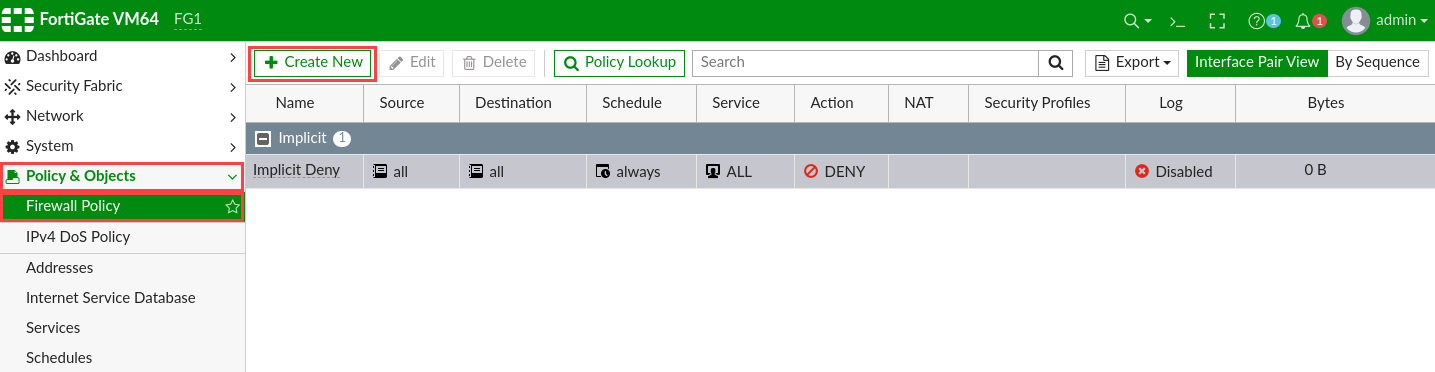 FortiGate VM64 FG1 1 1 admin
Dashboard
Security Fabric
Network
System
Policy & Objects
Firewall Policy
IPv4 DoS Policy
Addresses
Internet Service Database
Services
Schedules
Create New Edit Delete Policy Lookup Search Export Interface Pair View By Sequence
Name Source Destination Schedule Service Action NAT Security Profiles Log Bytes
Implicit 1
Implicit Deny all all always ALL DENY Disabled 0 B